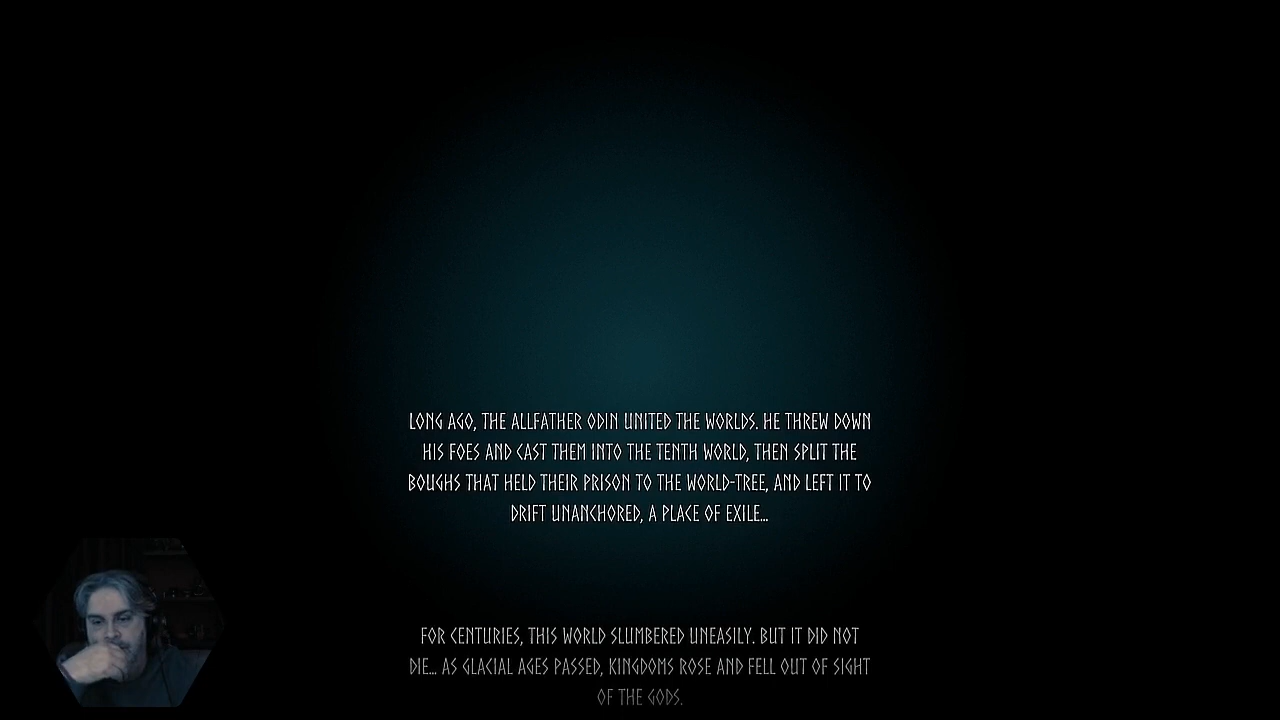 LONG AGO, THE ALLFATHER ODIN UNITED THE WORLDS. HE THREW DOWN
HIS FOES AND CAST THEM INTO THE TENTH WORLD, THEN SPLIT THE
BOUGHS THAT HELD THEIR PRISON TO THE WORLD-TREE, AND LEFT IT TO
DRIFT UNANCHORED, A PLACE OF EXILE...
FOR CENTURIES, THIS WORLD SLUMBERED UNEASILY. BUT IT DID NOT
DIE... AS GLACIAL AGES PASSED, KINGDOMS ROSE AND FELL OUT OF SIGHT
OF THE GODS.